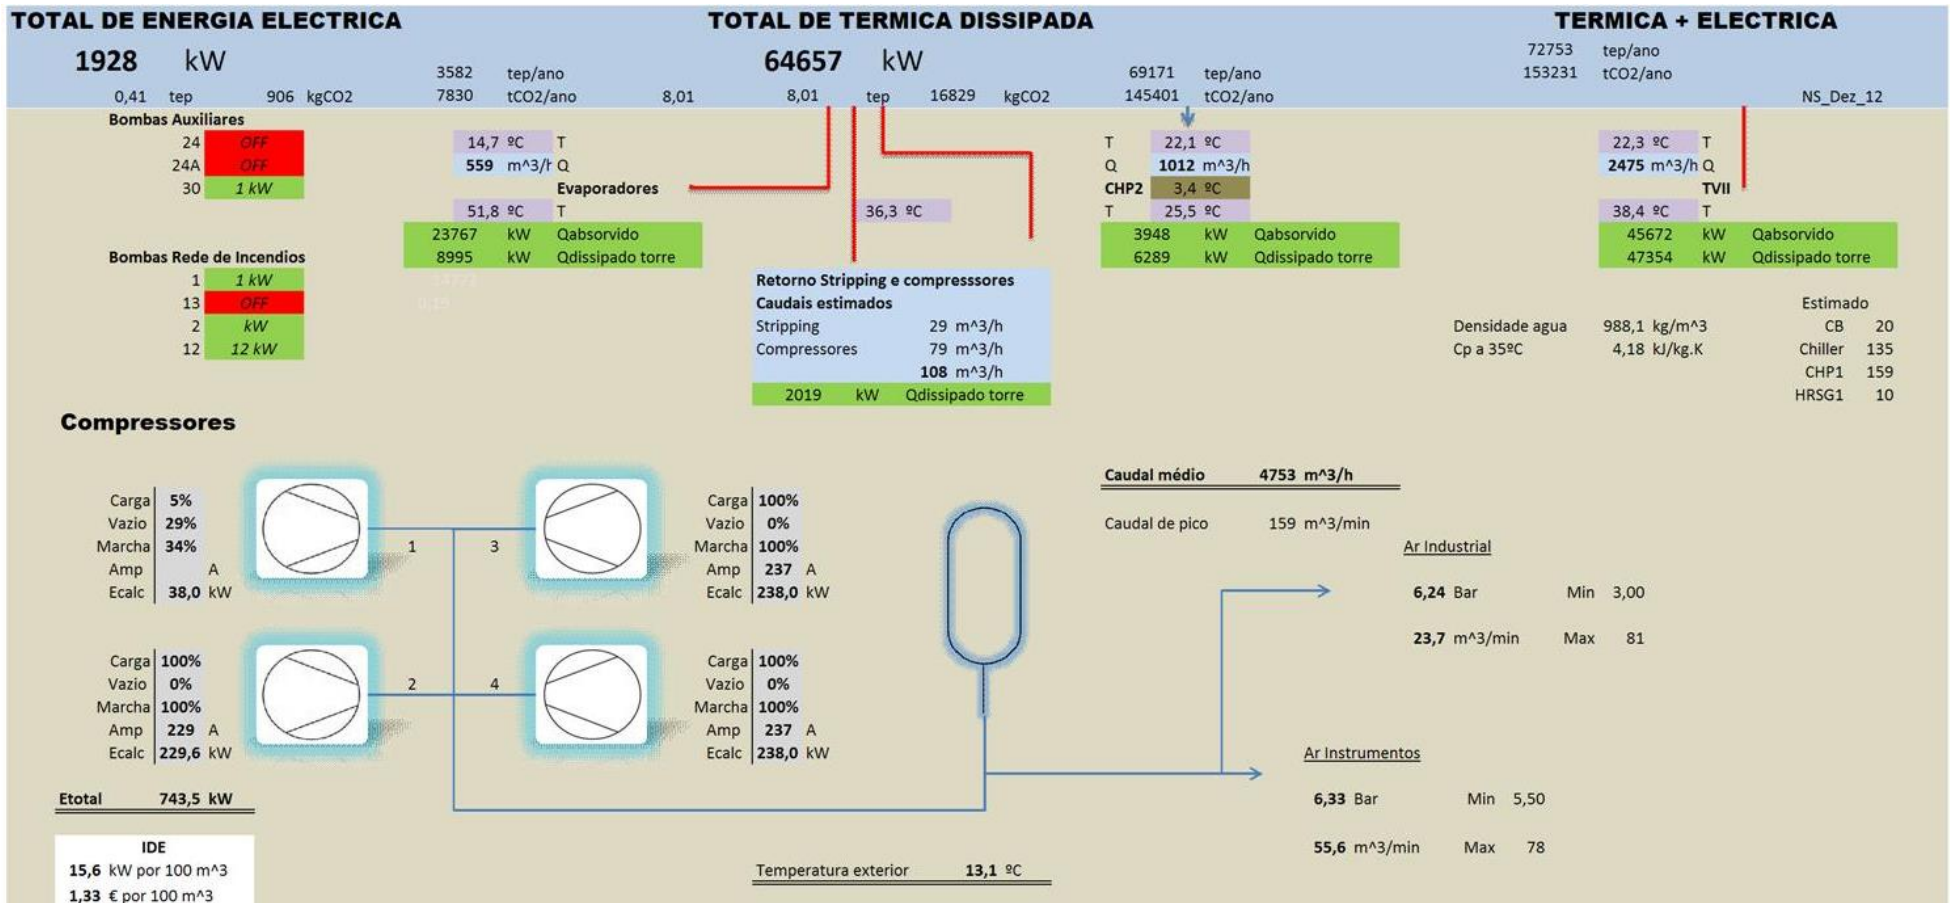 TOTAL DE ENERGIA ELECTRICA TOTAL DE TERMICA DISSIPADA TERMICA + ELECTRICA
1928 kW 64657 kW 72753 tep/ano
3582 tep/ano 69171 tep/ano 153231 tCO2/ano
0,41 tep 906 kgCO2 7830 tCO2/ano 8,01 8,01 tep 16829 kgCO2 145401 tCO2/ano NS_Dez_12
Bombas Auxiliares
24 OFF 14,7 ºC T T 22,1 ºC 22,3 ºC T
24A OFF 559 m^3/h Q Q 1012 m^3/h 2475 m^3/h Q
30 1 kW Evaporadores CHP2 3,4 ºC TVII
51,8 ºC T 36,3 ºC T 25,5 ºC 38,4 ºC T
23767 kW Qabsorvido 3948 kW Qabsorvido 45672 kW Qabsorvido
Bombas Rede de Incendios 8995 kW Qdissipado torre 6289 kW Qdissipado torre 47354 kW Qdissipado torre
1 1 kW Retorno Stripping e compresssores
13 OFF 0,19 Caudais estimados Estimado
2 kW Stripping 29 m^3/h Densidade agua 988,1 kg/m^3 CB 20
12 12 kW Compressores 79 m^3/h Cp a 35ºC 4,18 kJ/kg.K Chiller 135
108 m^3/h CHP1 159
2019 kW Qdissipado torre HRSG1 10
Compressores
Caudal médio 4753 m^3/h
Carga 5% Carga 100%
Vazio 29% Vazio 0% Caudal de pico 159 m^3/min
Marcha 34% 1 3 Marcha 100% Ar Industrial
Amp A Amp 237 A
Ecalc 38,0 kW Ecalc 238,0 kW 6,24 Bar Min 3,00
23,7 m^3/min Max 81
Carga 100% Carga 100%
Vazio 0% 2 4 Vazio 0%
Marcha 100% Marcha 100%
Amp 229 A Amp 237 A
Ecalc 229,6 kW Ecalc 238,0 kW Ar Instrumentos
Etotal 743,5 kW 6,33 Bar Min 5,50
IDE 55,6 m^3/min Max 78
15,6 kW por 100 m^3 Temperatura exterior 13,1 ºC
1,33 € por 100 m^3